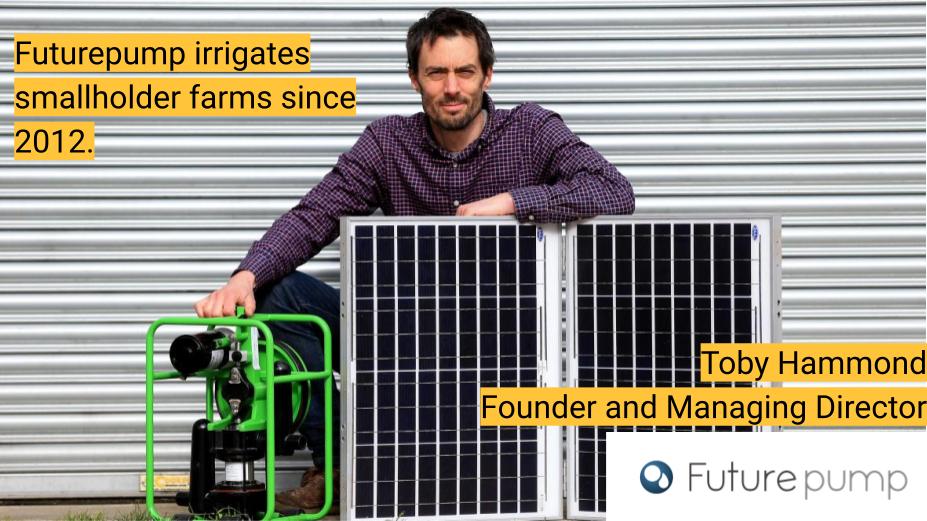 Futurepump irrigates
smallholder farms since
2012.
Toby Hammond
Founder and Managing Director
Futurepump